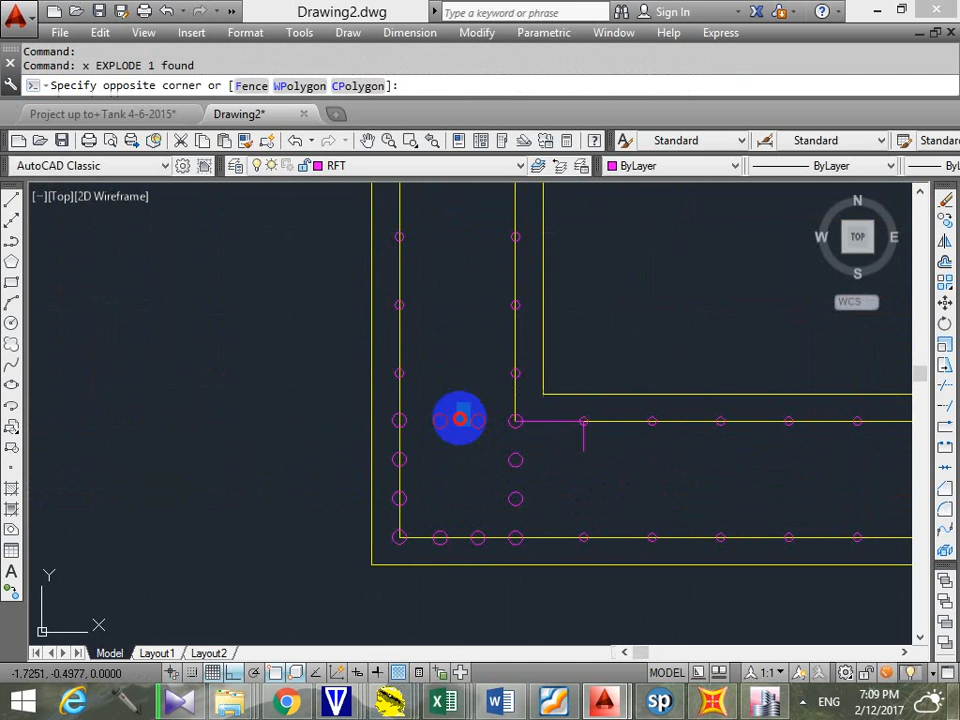 Drawing2.dwg
Type a keyword or phrase
Sign In
File Edit View Insert Format Tools Draw Dimension Modify Parametric Window Help Express
Command:
Command: x EXPLODE 1 found
Specify opposite corner or [Fence WPolygon CPolygon]:
Project up to+ Tank 4-6-2015*
Drawing2*
Standard
Standard
Standard
AutoCAD Classic
RFT
ByLayer
ByLayer
[−][Top][2D Wireframe]
N
W TOP E
S
WCS
Y
X
Model Layout1 Layout2
-1.7251, -0.4977, 0.0000
MODEL
1:1
ENG
7:09 PM
2/12/2017